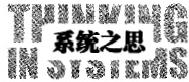 THINKING
系统之思
IN SYSTEMS